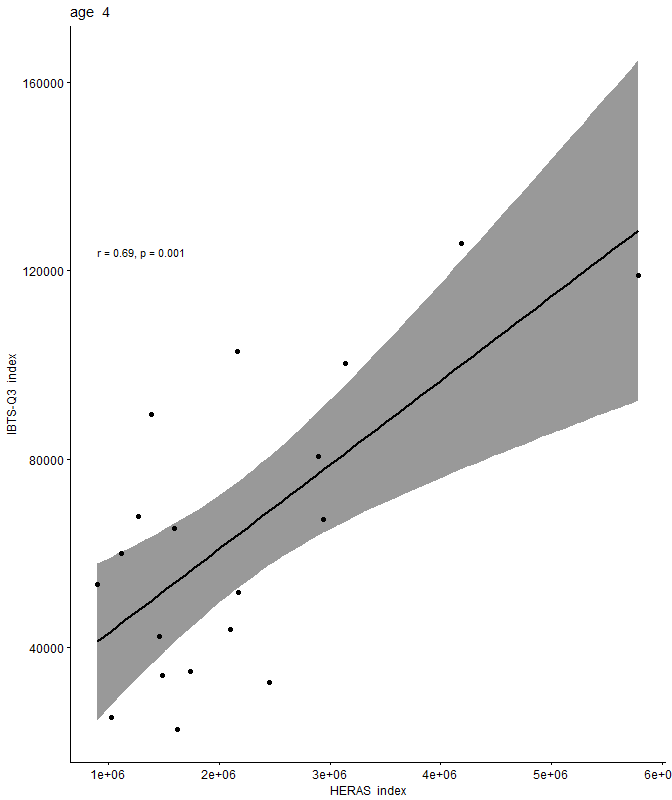 age 4
160000
120000
80000
40000
IBTS-Q3 index
r = 0.69, p = 0.001
1e+06 2e+06 3e+06 4e+06 5e+06 6e+0
HERAS index